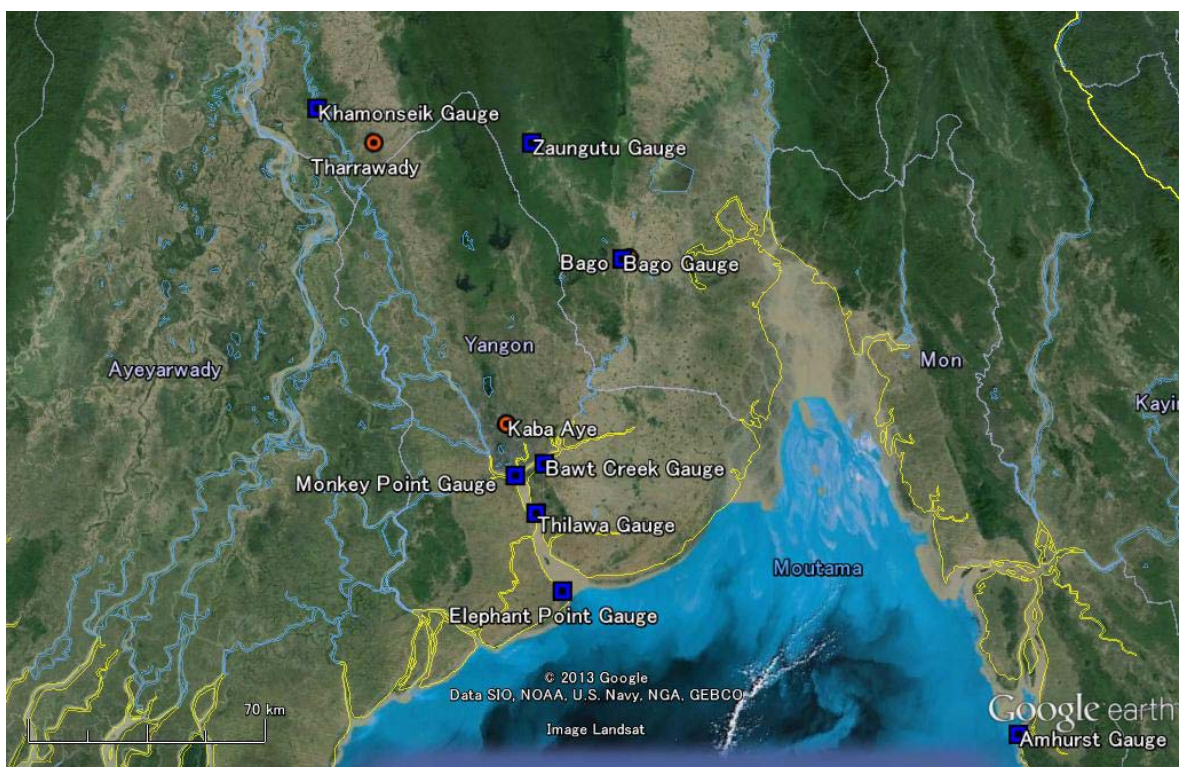 Khamonseik Gauge
Tharrawady
Zaungutu Gauge
Bago
Bago Gauge
Ayeyarwady
Yangon
Mon
Kayin
Kaba Aye
Bawt Creek Gauge
Monkey Point Gauge
Thilawa Gauge
Moutama
Elephant Point Gauge
© 2013 Google
Data SIO, NOAA, U.S. Navy, NGA, GEBCO
Image Landsat
70 km
Google earth
Amhurst Gauge